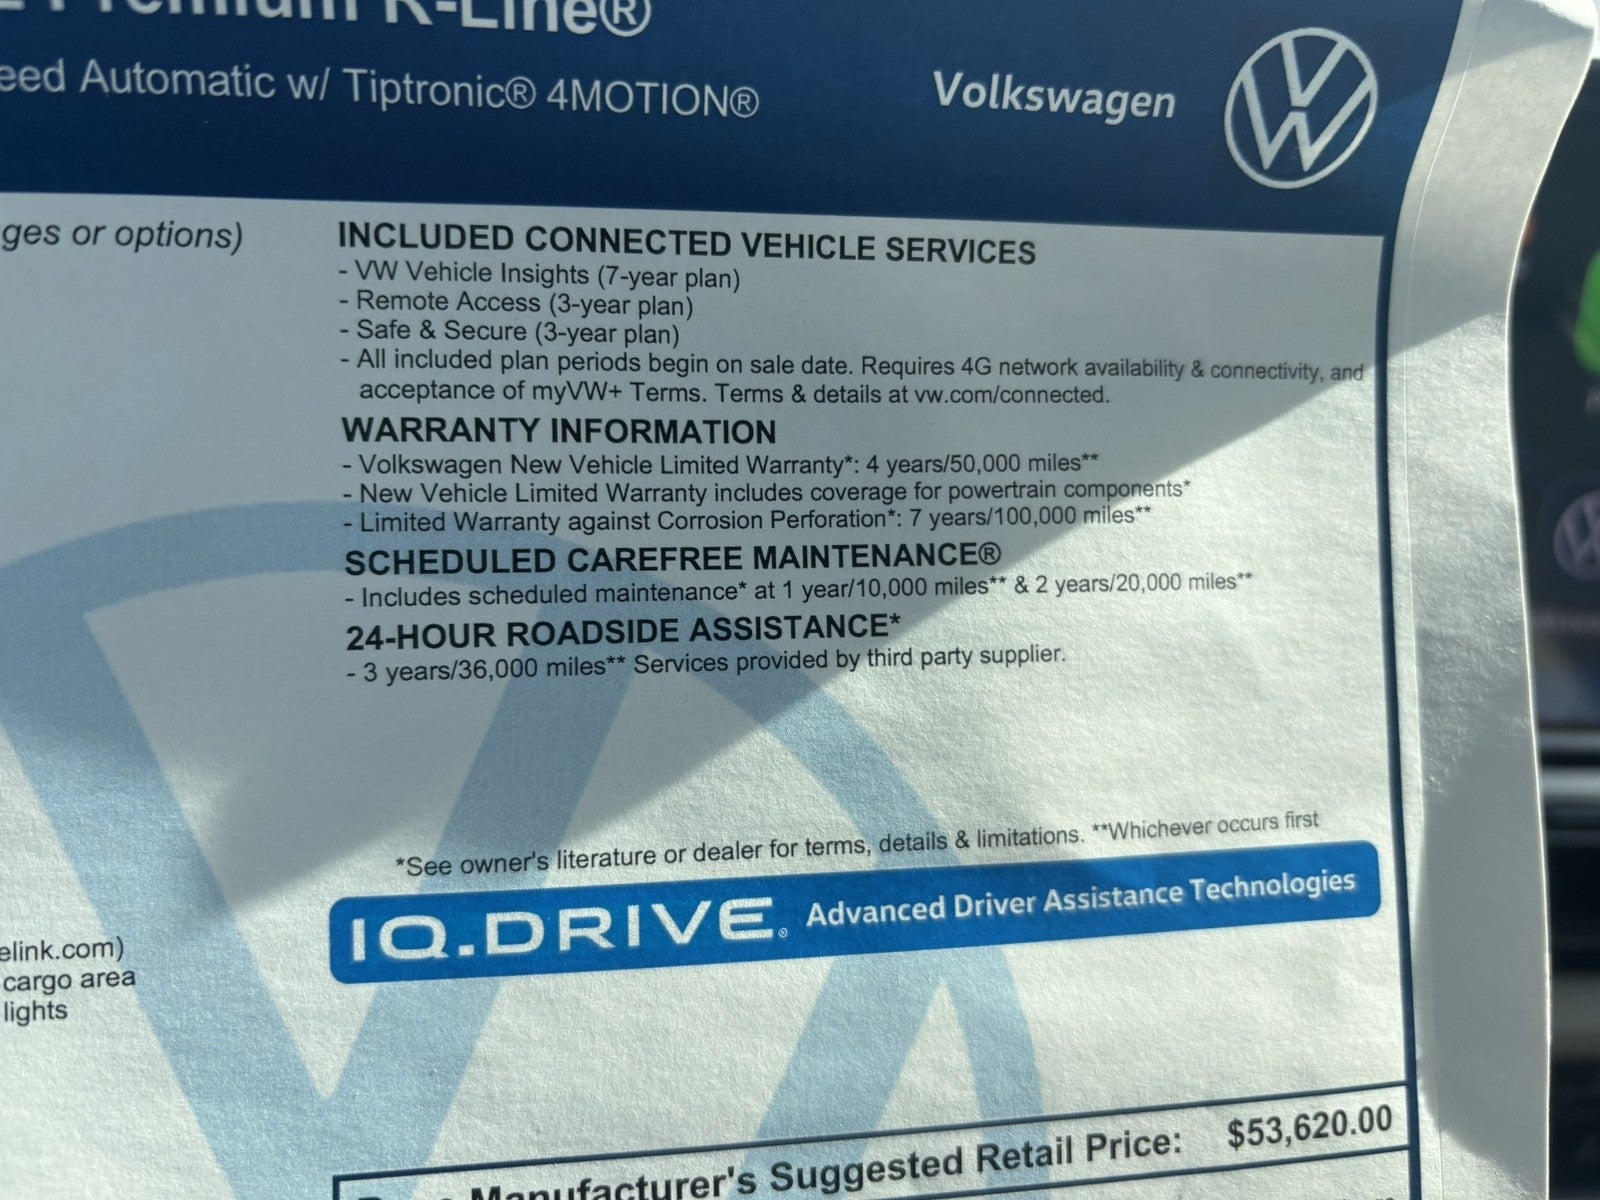 Premium R-Line®
Automatic w/ Tiptronic® 4MOTION®
Volkswagen
or options)
INCLUDED CONNECTED VEHICLE SERVICES
- VW Vehicle Insights (7-year plan)
- Remote Access (3-year plan)
- Safe & Secure (3-year plan)
- All included plan periods begin on sale date. Requires 4G network availability & connectivity, and
acceptance of myVW+ Terms. Terms & details at vw.com/connected.
WARRANTY INFORMATION
- Volkswagen New Vehicle Limited Warranty*: 4 years/50,000 miles**
- New Vehicle Limited Warranty includes coverage for powertrain components*
- Limited Warranty against Corrosion Perforation*: 7 years/100,000 miles**
SCHEDULED CAREFREE MAINTENANCE®
- Includes scheduled maintenance* at 1 year/10,000 miles** & 2 years/20,000 miles**
24-HOUR ROADSIDE ASSISTANCE*
- 3 years/36,000 miles** Services provided by third party supplier.
*See owner's literature or dealer for terms, details & limitations. **Whichever occurs first
IQ.DRIVE® Advanced Driver Assistance Technologies
elink.com)
cargo area
lights
Manufacturer's Suggested Retail Price: $53,620.00